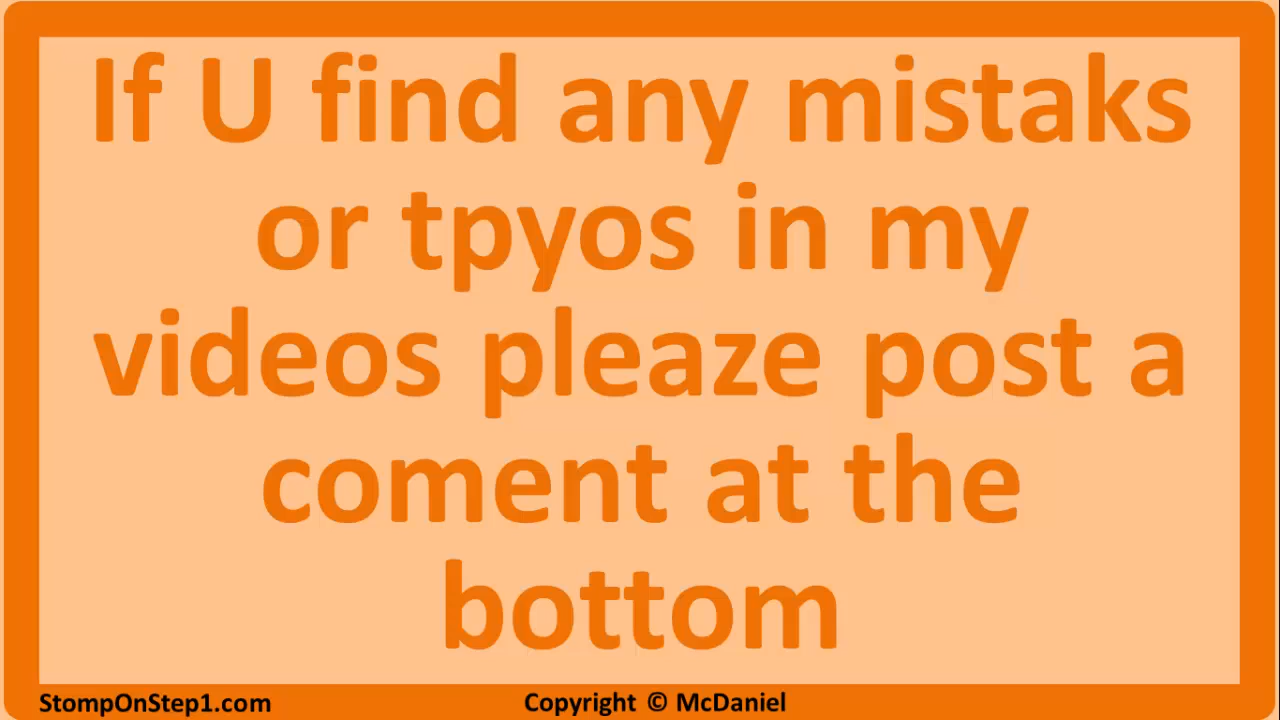 If U find any mistaks
or tpyos in my
videos pleaze post a
coment at the
bottom
StompOnStep1.com
Copyright © McDaniel